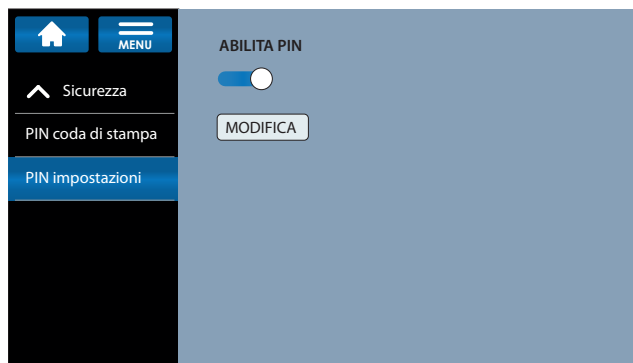 MENU
ABILITA PIN
Sicurezza
PIN coda di stampa
MODIFICA
PIN impostazioni